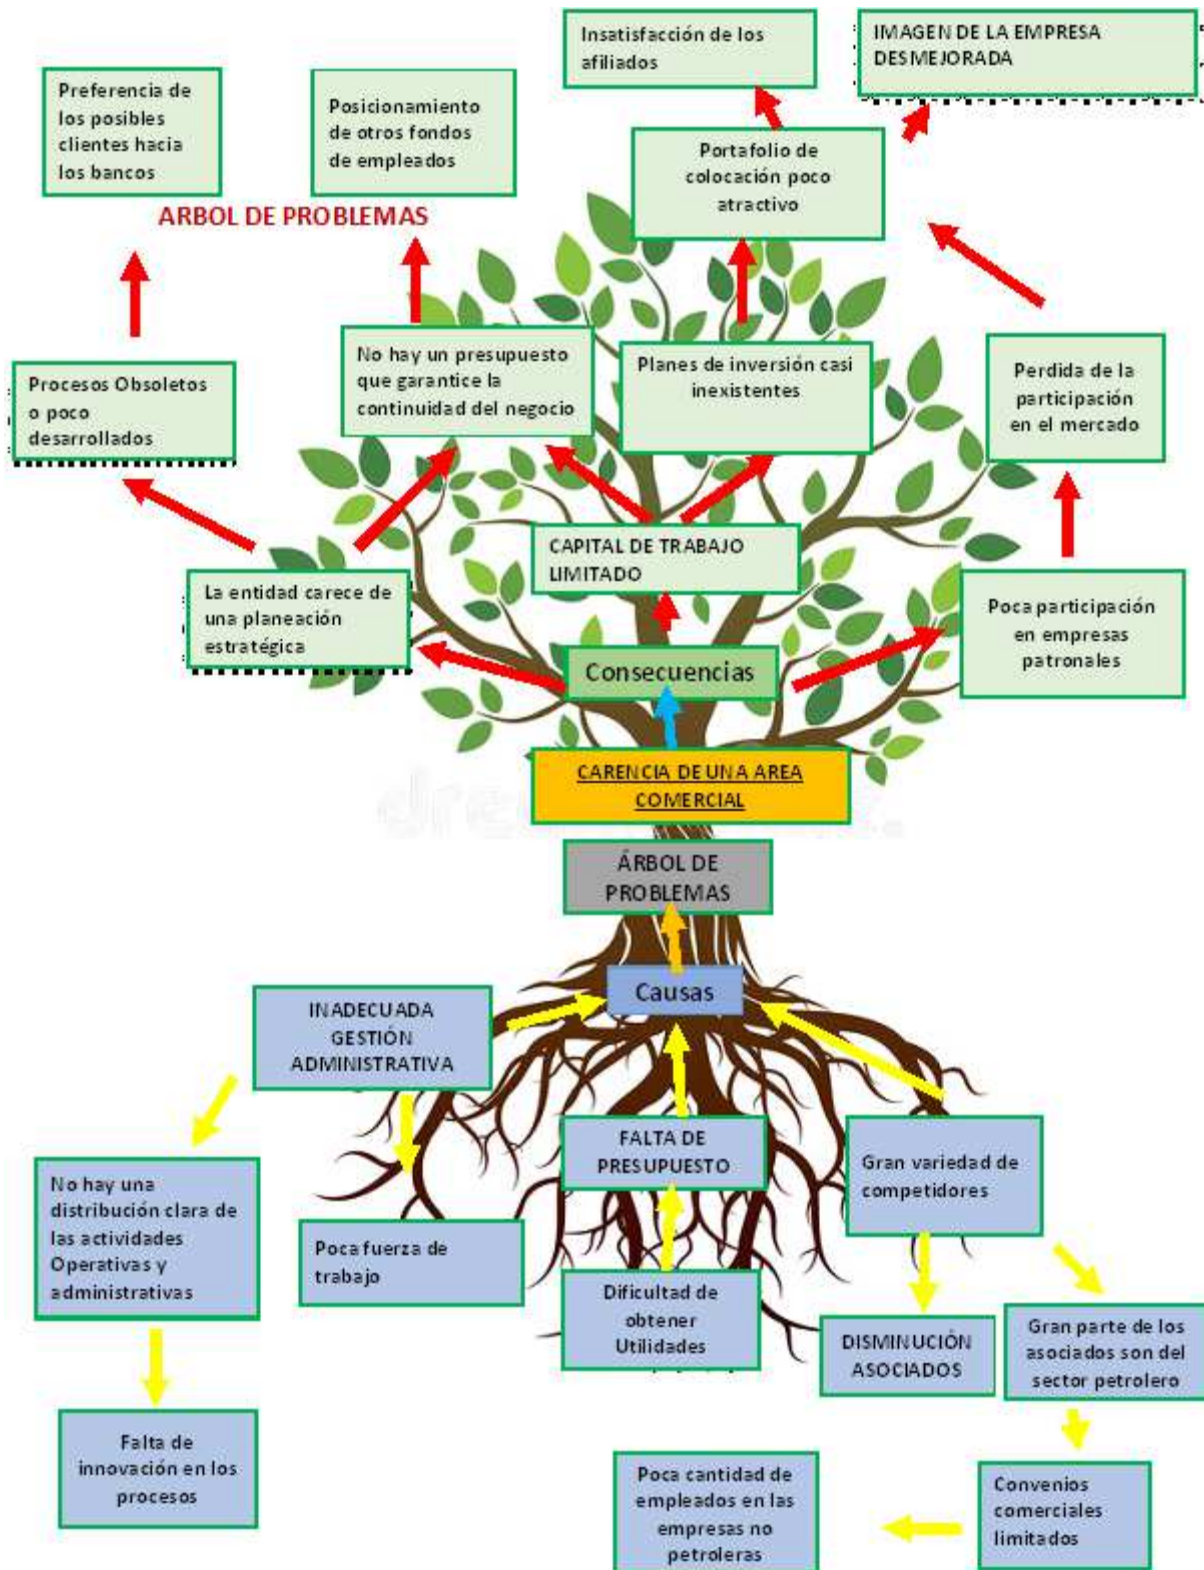 Insatisfacción de los
afiliados
IMAGEN DE LA EMPRESA
DESMEJORADA
Preferencia de
los posibles
clientes hacia
los bancos
Posicionamiento
de otros fondos
de empleados
Portafolio de
colocación poco
atractivo
ARBOL DE PROBLEMAS
Procesos Obsoletos
o poco
desarrollados
No hay un presupuesto
que garantice la
continuidad del negocio
Planes de inversión casi
inexistentes
Perdida de la
participación
en el mercado
La entidad carece de
una planeación
estratégica
CAPITAL DE TRABAJO
LIMITADO
Poca participación
en empresas
patronales
Consecuencias
CARENCIA DE UNA AREA
COMERCIAL
ÁRBOL DE
PROBLEMAS
Causas
INADECUADA
GESTIÓN
ADMINISTRATIVA
FALTA DE
PRESUPUESTO
Gran variedad de
competidores
No hay una
distribución clara de
las actividades
Operativas y
administrativas
Poca fuerza de
trabajo
Dificultad de
obtener
Utilidades
DISMINUCIÓN
ASOCIADOS
Gran parte de los
asociados son del
sector petrolero
Falta de
innovación en los
procesos
Poca cantidad de
empleados en las
empresas no
petroleras
Convenios
comerciales
limitados